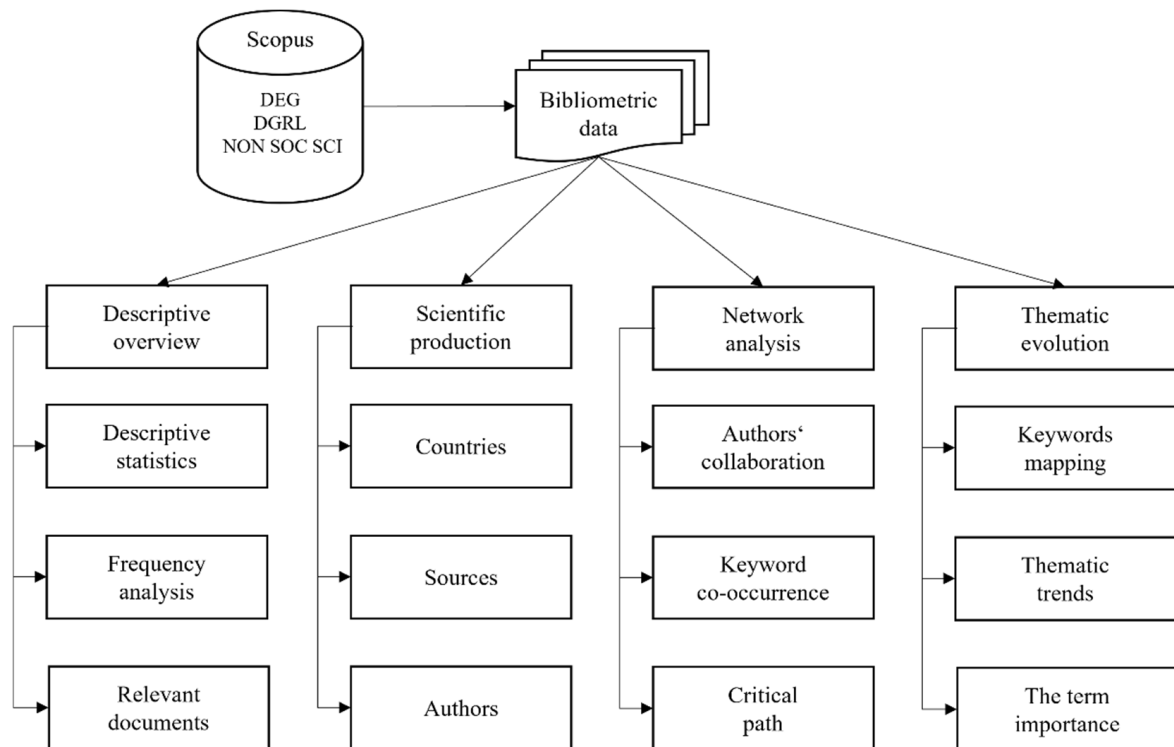 Scopus
DEG
DGRL
NON SOC SCI
Bibliometric
data
Descriptive
overview
Scientific
production
Network
analysis
Thematic
evolution
Descriptive
statistics
Countries
Authors‘
collaboration
Keywords
mapping
Frequency
analysis
Sources
Keyword
co-occurrence
Thematic
trends
Relevant
documents
Authors
Critical
path
The term
importance